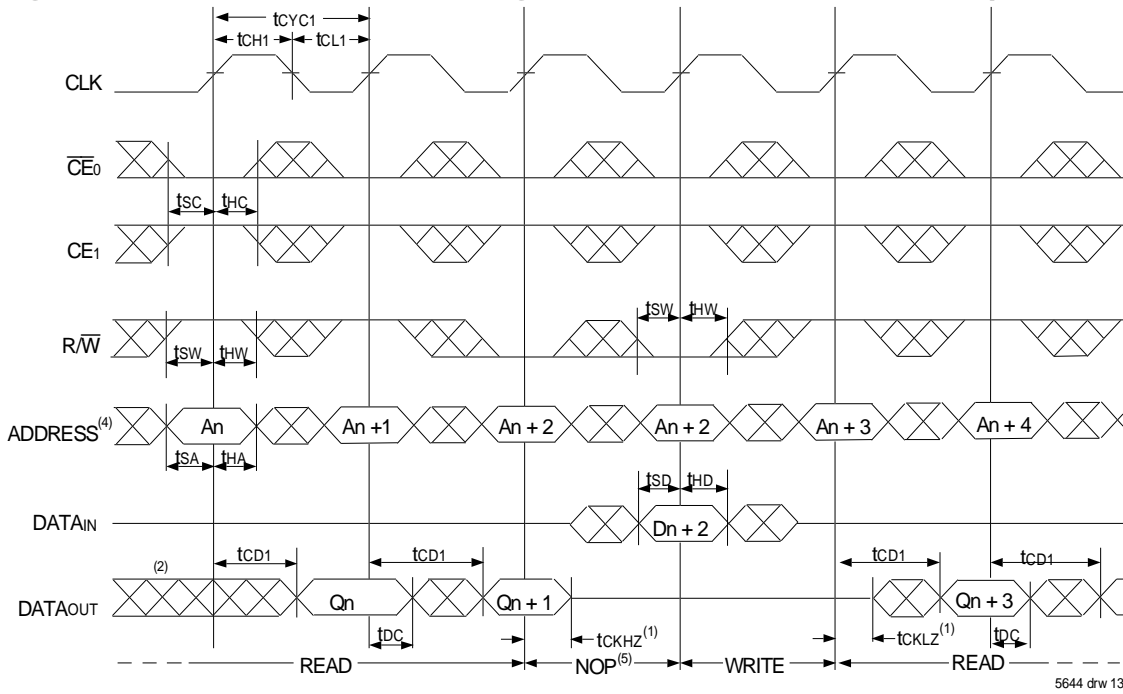 tCYC1
tCH1 tCL1
CLK
CE0
tSC tHC
CE1
tSW tHW
R/W
tSW tHW
ADDRESS(4) An An +1 An + 2 An + 2 An + 3 An + 4
tSA tHA
tSD tHD
DATAIN Dn + 2
tCD1 tCD1 tCD1 tCD1
(2)
DATAOUT Qn Qn + 1 Qn + 3
tDC tCKHZ(1) tCKLZ(1) tDC
READ NOP(5) WRITE READ
5644 drw 13